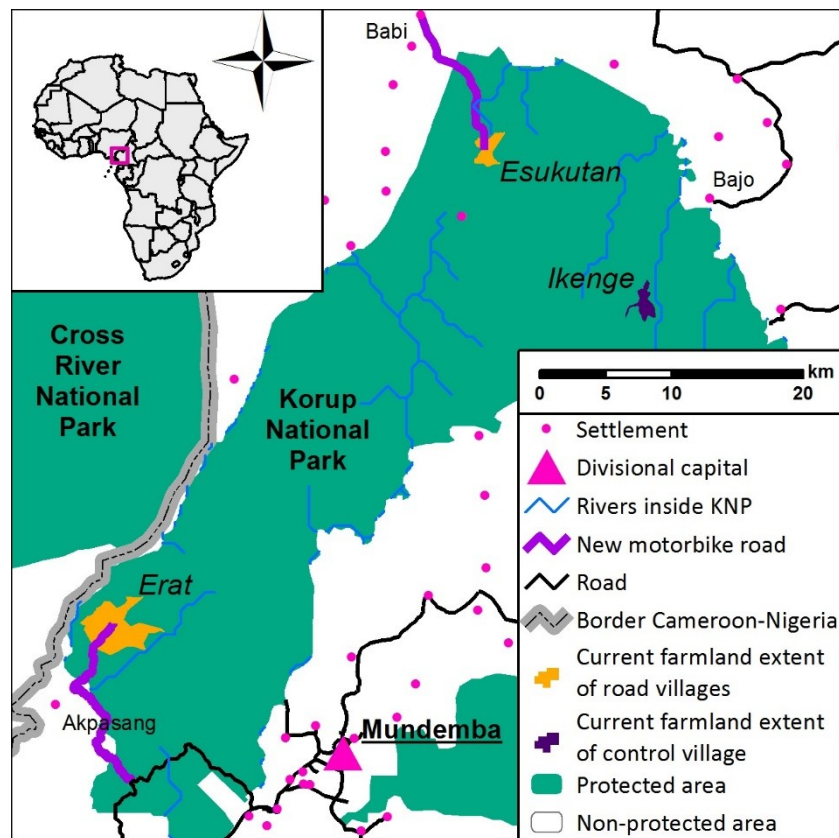 Babi
Esukutan
Bajo
Ikenge
Cross
River
National
Park
Korup
National
Park
Erat
Akpasang
Mundemba
km
0 5 10 20
Settlement
Divisional capital
Rivers inside KNP
New motorbike road
Road
Border Cameroon-Nigeria
Current farmland extent
of road villages
Current farmland extent
of control village
Protected area
Non-protected area